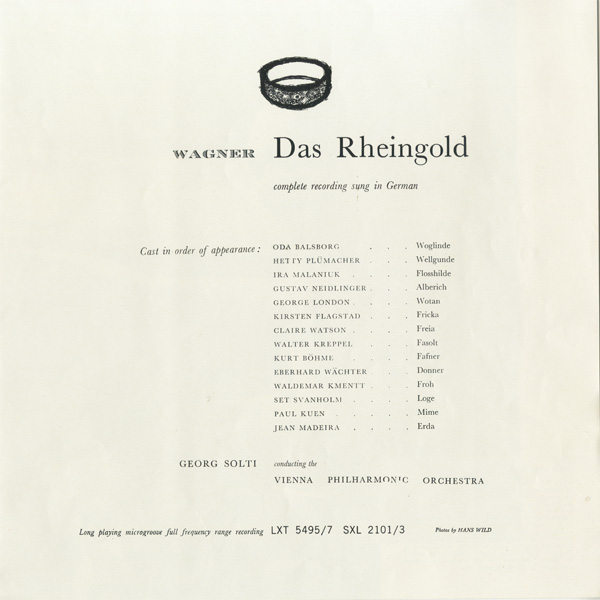 WAGNER Das Rheingold
complete recording sung in German
Cast in order of appearance: ODA BALSBORG . . . Woglinde
HETTY PLÜMACHER . . . Wellgunde
IRA MALANIUK . . . . Flosshilde
GUSTAV NEIDLINGER . . . Alberich
GEORGE LONDON . . . . Wotan
KIRSTEN FLAGSTAD . . . Fricka
CLAIRE WATSON . . . . Freia
WALTER KREPPEL . . . . Fasolt
KURT BÖHME . . . . Fafner
EBERHARD WÄCHTER . . . Donner
WALDEMAR KMENTT . . . Froh
SET SVANHOLM . . . . Loge
PAUL KUEN . . . . . Mime
JEAN MADEIRA . . . . Erda
GEORG SOLTI conducting the
VIENNA PHILHARMONIC ORCHESTRA
Long playing microgroove full frequency range recording LXT 5495/7 SXL 2101/3 Photos by HANS WILD